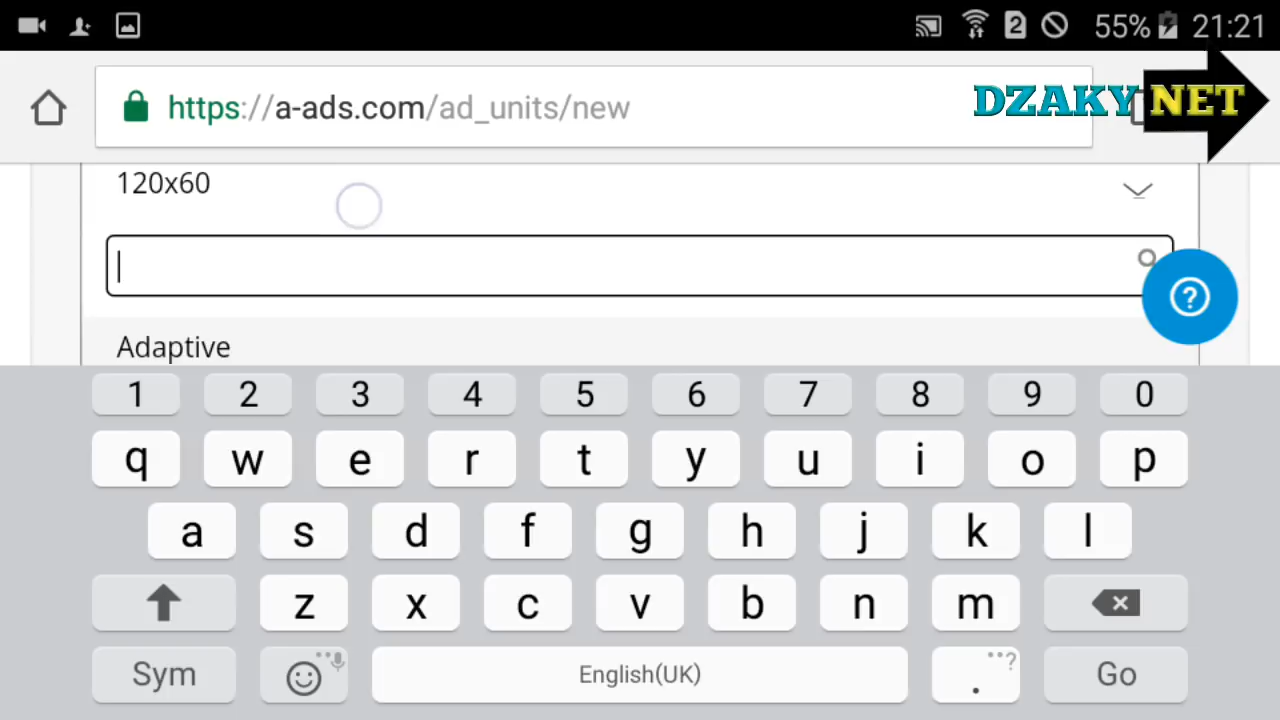 2 55% 21:21
https://a-ads.com/ad_units/new
DZAKY NET
120x60
?
Adaptive
1 2 3 4 5 6 7 8 9 0
q w e r t y u i o p
a s d f g h j k l
z x c v b n m
Sym English(UK) . ? Go